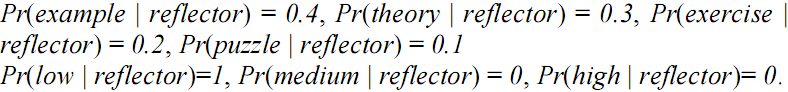 Pr(example | reflector) = 0.4, Pr(theory | reflector) = 0.3, Pr(exercise |
reflector) = 0.2, Pr(puzzle | reflector) = 0.1
Pr(low | reflector)=1, Pr(medium | reflector) = 0, Pr(high | reflector)= 0.